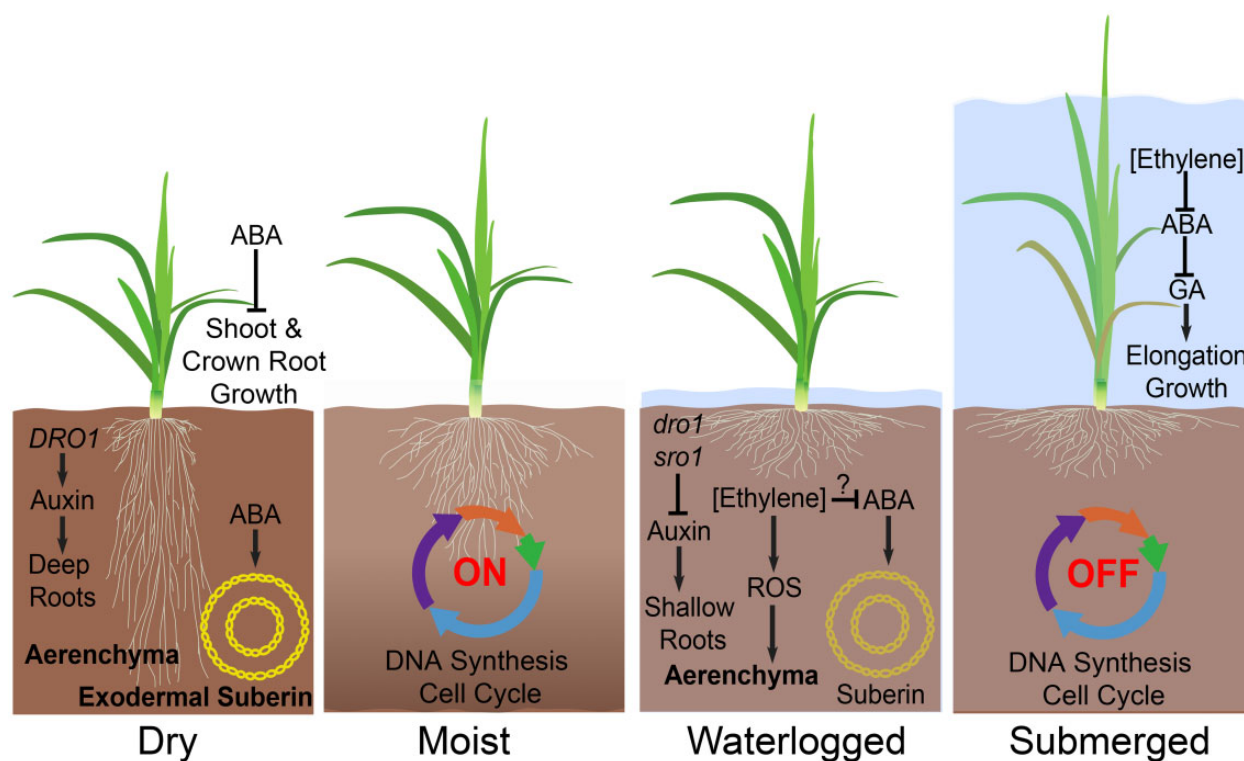 ABA
Shoot &
Crown Root
Growth
DRO1
Auxin
Deep
Roots
ABA
Aerenchyma
Exodermal Suberin
Dry
ON
DNA Synthesis
Cell Cycle
Moist
dro1
sro1
Auxin
Shallow
Roots
[Ethylene] ? ABA
ROS
Aerenchyma
Suberin
Waterlogged
[Ethylene]
ABA
GA
Elongation
Growth
OFF
DNA Synthesis
Cell Cycle
Submerged